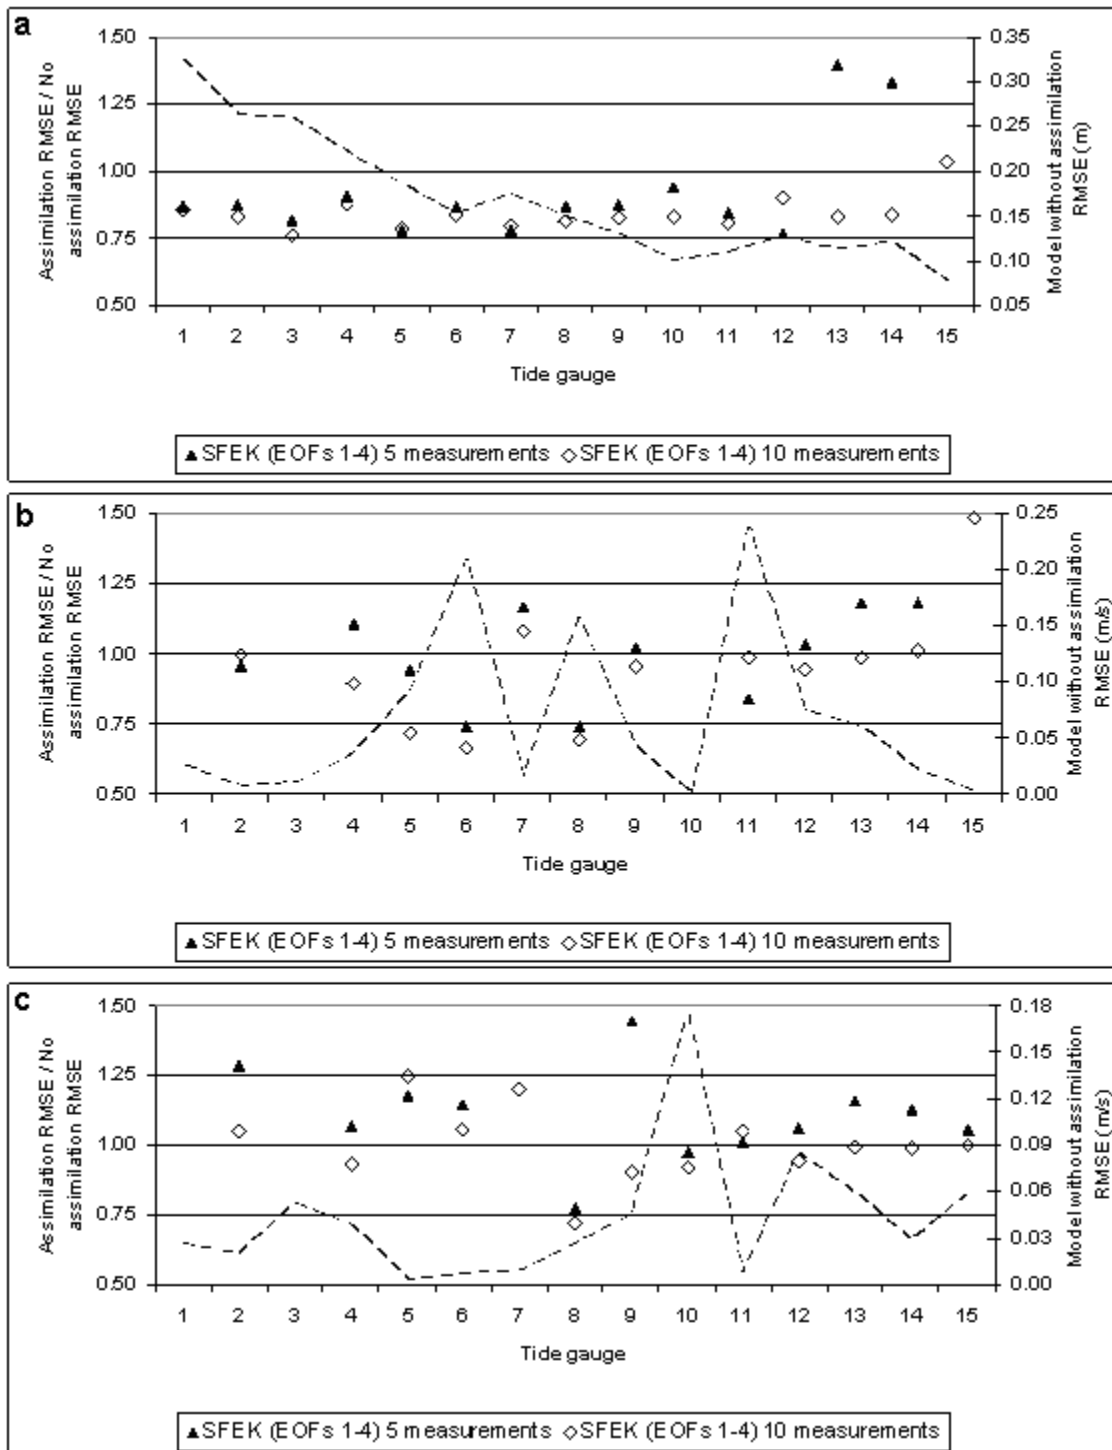 a
Assimilation RMSE / No
assimilation RMSE
1.50
1.25
1.00
0.75
0.50
0.35
0.30
0.25
0.20
0.15
0.10
0.05
Model without assimilation
RMSE (m)
1 2 3 4 5 6 7 8 9 10 11 12 13 14 15
Tide gauge
▲ SFEK (EOFs 1-4) 5 measurements ◇ SFEK (EOFs 1-4) 10 measurements
b
Assimilation RMSE / No
assimilation RMSE
1.50
1.25
1.00
0.75
0.50
0.25
0.20
0.15
0.10
0.05
0.00
Model without assimilation
RMSE (m/s)
1 2 3 4 5 6 7 8 9 10 11 12 13 14 15
Tide gauge
▲ SFEK (EOFs 1-4) 5 measurements ◇ SFEK (EOFs 1-4) 10 measurements
c
Assimilation RMSE / No
assimilation RMSE
1.50
1.25
1.00
0.75
0.50
0.18
0.15
0.12
0.09
0.06
0.03
0.00
Model without assimilation
RMSE (m/s)
1 2 3 4 5 6 7 8 9 10 11 12 13 14 15
Tide gauge
▲ SFEK (EOFs 1-4) 5 measurements ◇ SFEK (EOFs 1-4) 10 measurements